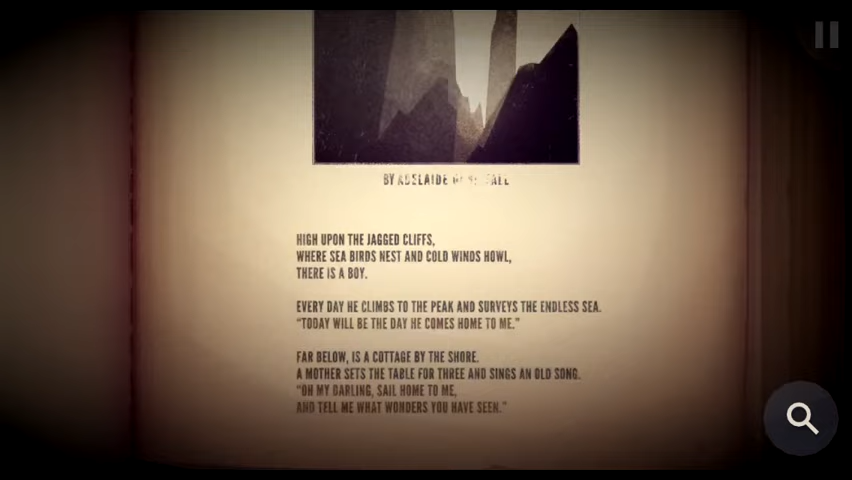 BY ADELAIDE
HIGH UPON THE JAGGED CLIFFS,
WHERE SEA BIRDS NEST AND COLD WINDS HOWL,
THERE IS A BOY.
EVERY DAY HE CLIMBS TO THE PEAK AND SURVEYS THE ENDLESS SEA.
“TODAY WILL BE THE DAY HE COMES HOME TO ME.”
FAR BELOW, IS A COTTAGE BY THE SHORE.
A MOTHER SETS THE TABLE FOR THREE AND SINGS AN OLD SONG.
“OH MY DARLING, SAIL HOME TO ME,
AND TELL ME WHAT WONDERS YOU HAVE SEEN.”